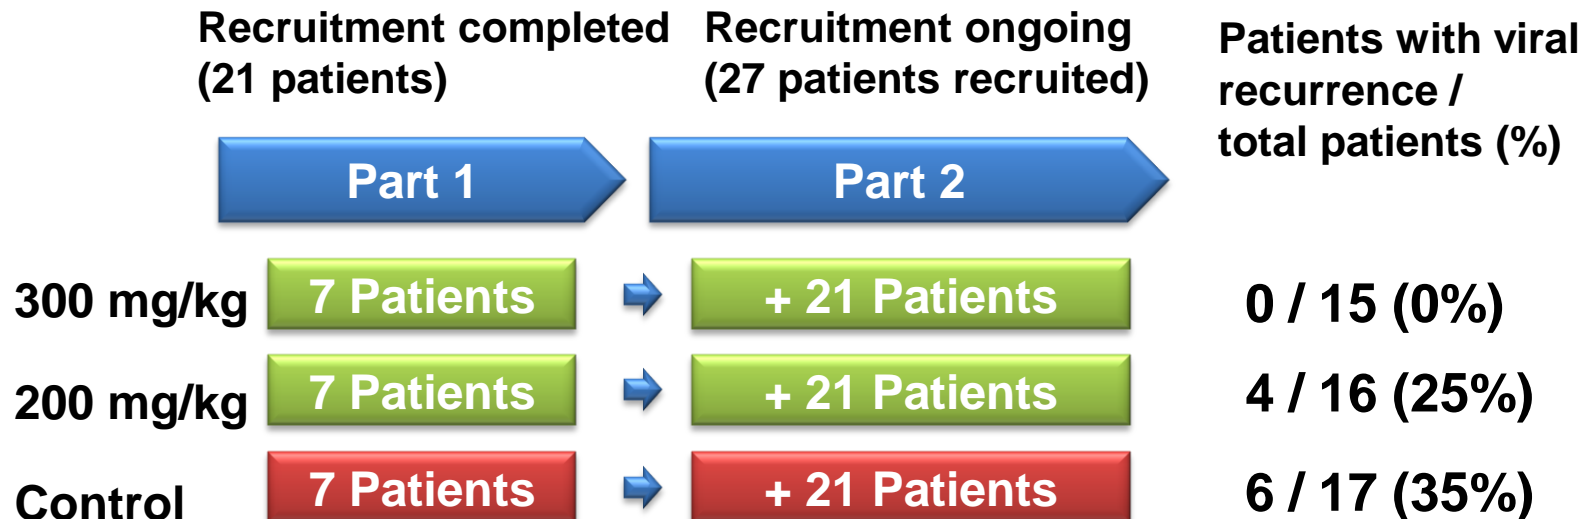 Recruitment completed
(21 patients)
Recruitment ongoing
(27 patients recruited)
Patients with viral
recurrence /
total patients (%)
Part 1
Part 2
300 mg/kg
7 Patients
+ 21 Patients
0 / 15 (0%)
200 mg/kg
7 Patients
+ 21 Patients
4 / 16 (25%)
Control
7 Patients
+ 21 Patients
6 / 17 (35%)